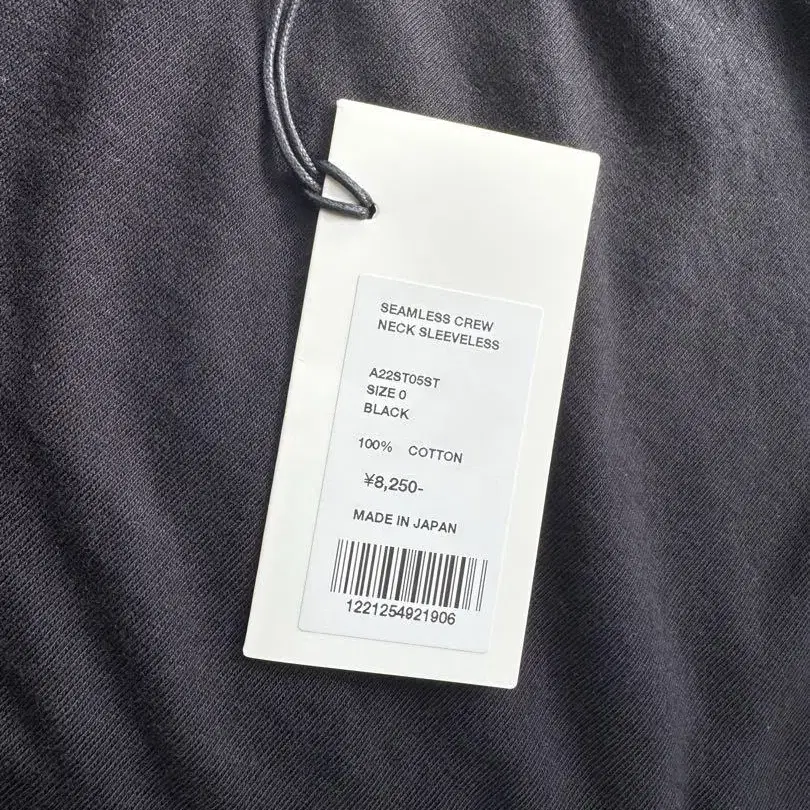 SEAMLESS CREW
NECK SLEEVELESS
A22ST05ST
SIZE 0
BLACK
100% COTTON
¥8,250-
MADE IN JAPAN
1221254921906